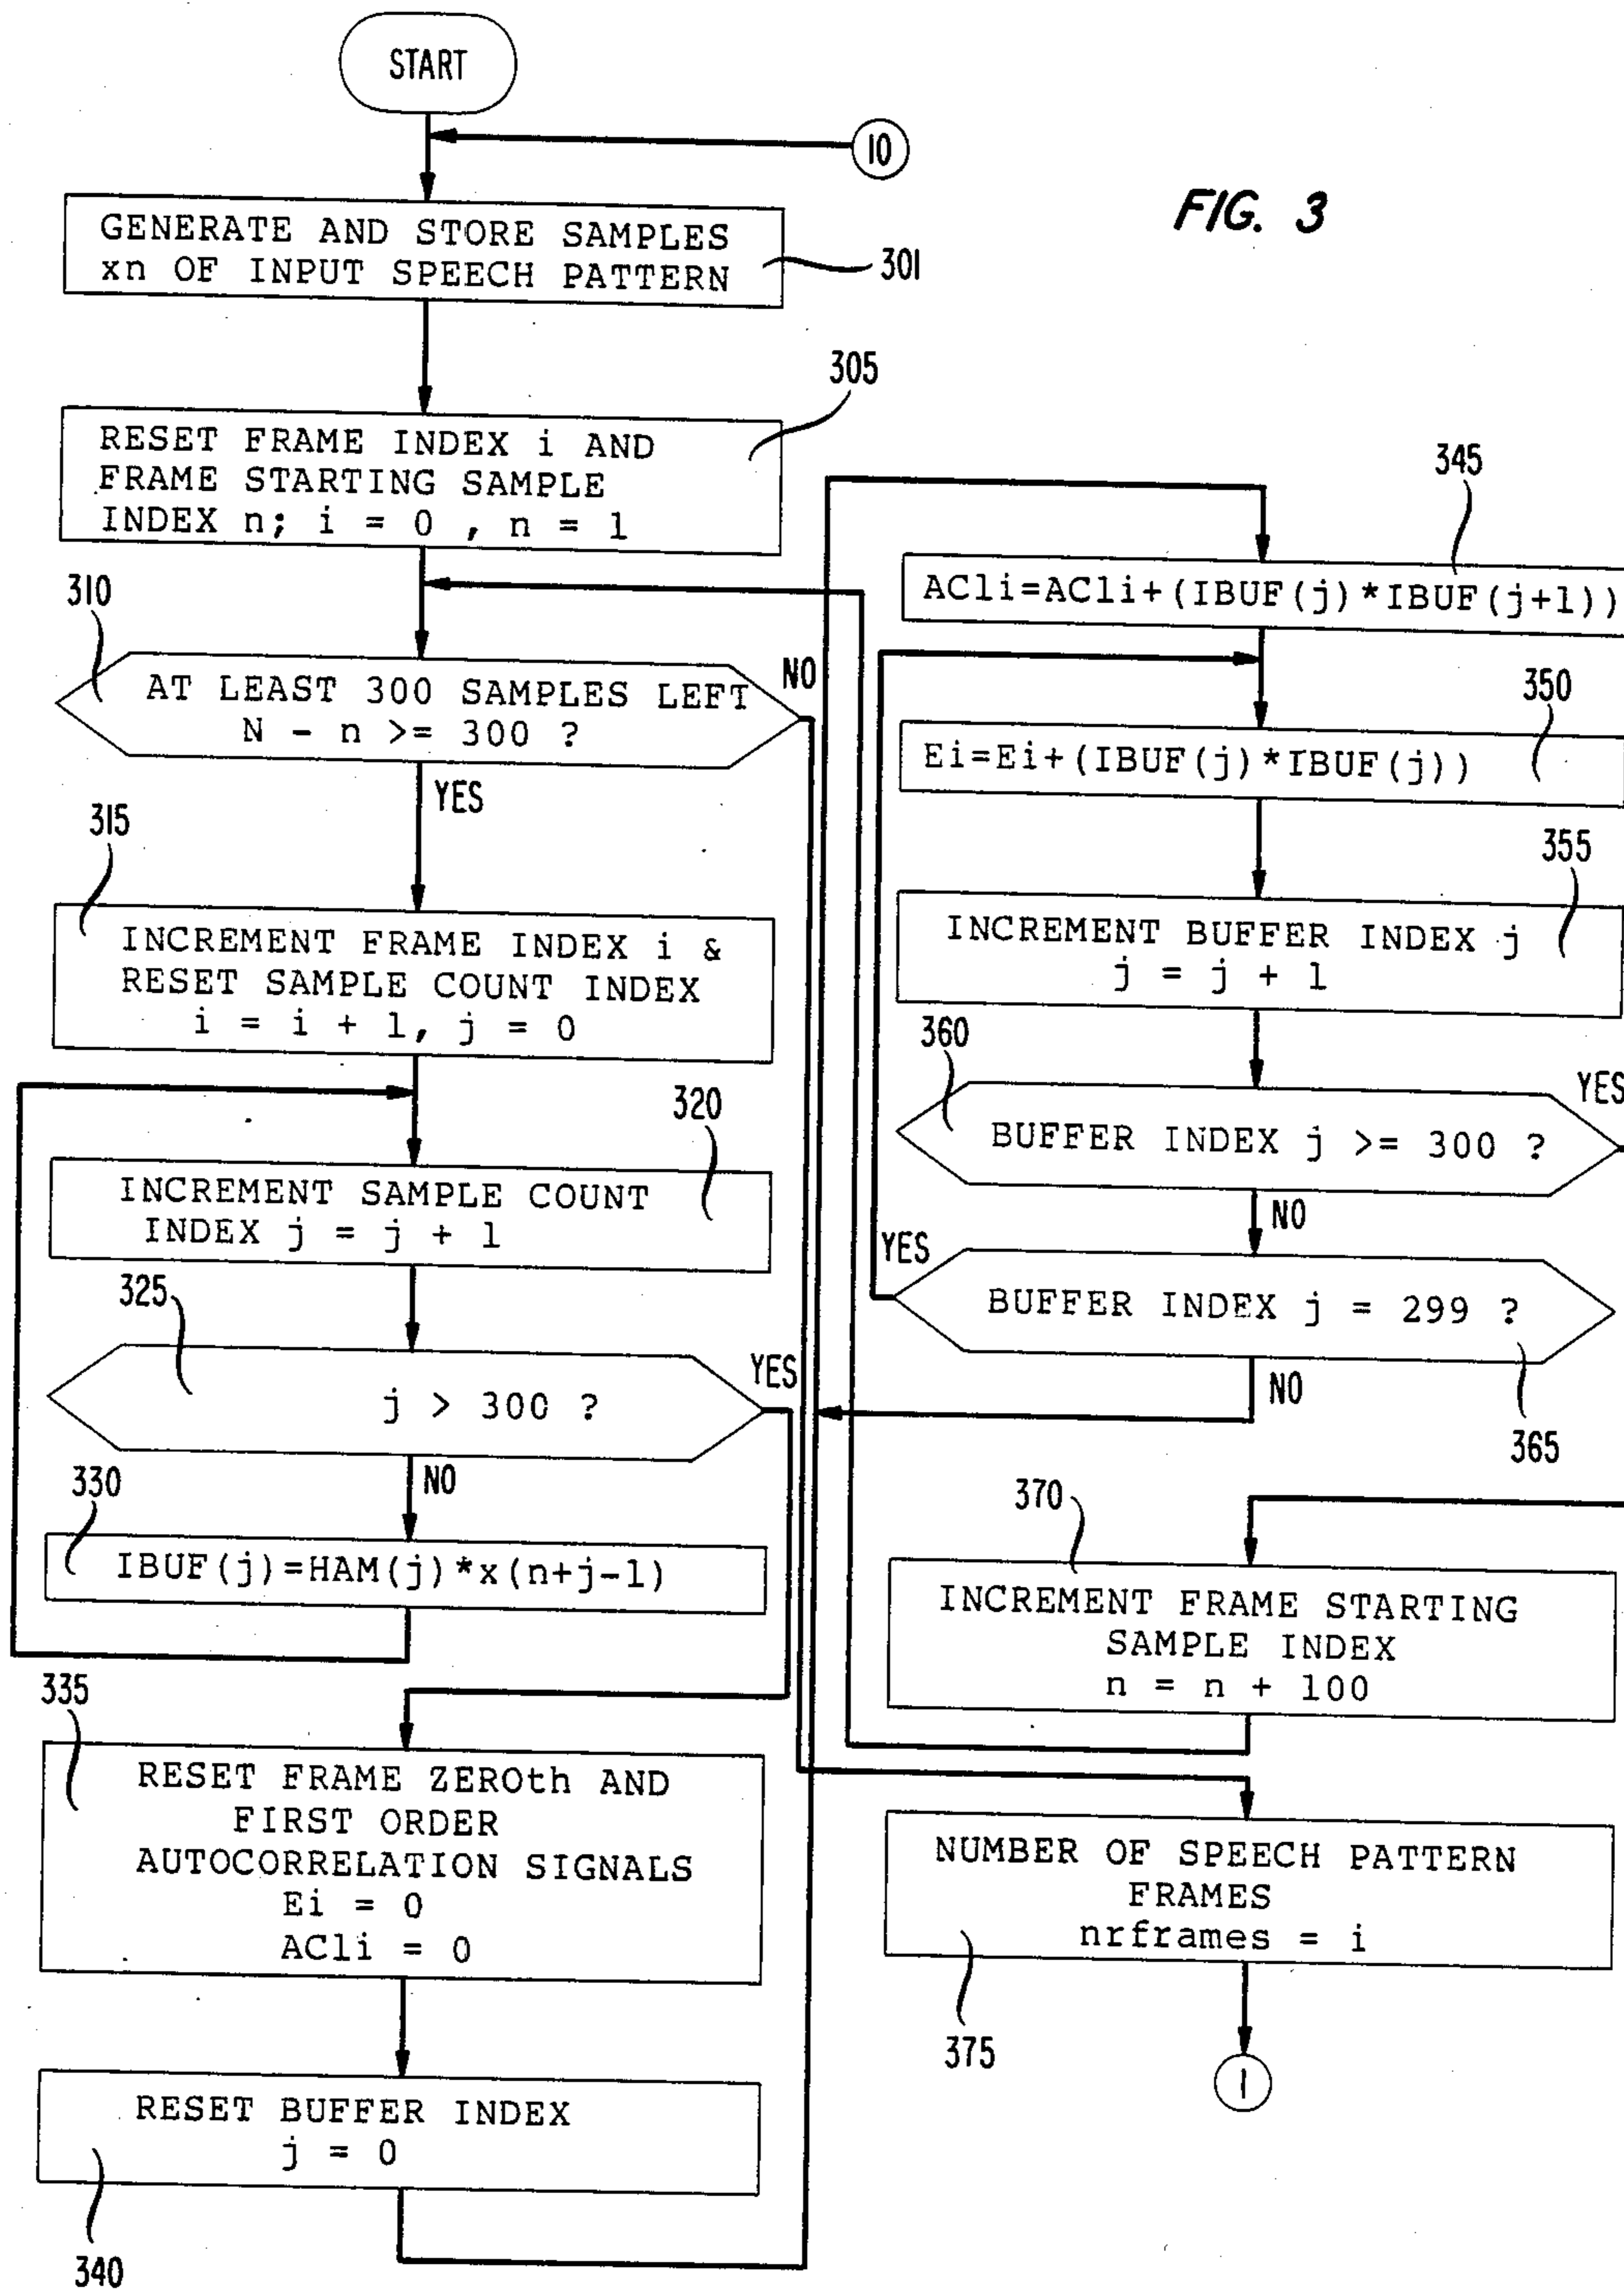 START
10
FIG. 3
GENERATE AND STORE SAMPLES
xn OF INPUT SPEECH PATTERN
301
305
RESET FRAME INDEX i AND
FRAME STARTING SAMPLE
INDEX n; i = 0 , n = 1
310
AT LEAST 300 SAMPLES LEFT
N - n >= 300 ?
NO
YES
315
INCREMENT FRAME INDEX i &
RESET SAMPLE COUNT INDEX
i = i + 1, j = 0
320
INCREMENT SAMPLE COUNT
INDEX j = j + 1
325
j > 300 ?
YES
NO
330
IBUF(j)=HAM(j)*x(n+j-1)
335
RESET FRAME ZEROth AND
FIRST ORDER
AUTOCORRELATION SIGNALS
Ei = 0
AC1i = 0
RESET BUFFER INDEX
j = 0
340
345
AC1i=AC1i+(IBUF(j)*IBUF(j+1))
350
Ei=Ei+(IBUF(j)*IBUF(j))
355
INCREMENT BUFFER INDEX j
j = j + 1
360
YES
BUFFER INDEX j >= 300 ?
NO
YES
BUFFER INDEX j = 299 ?
NO
365
370
INCREMENT FRAME STARTING
SAMPLE INDEX
n = n + 100
NUMBER OF SPEECH PATTERN
FRAMES
nrframes = i
375
1